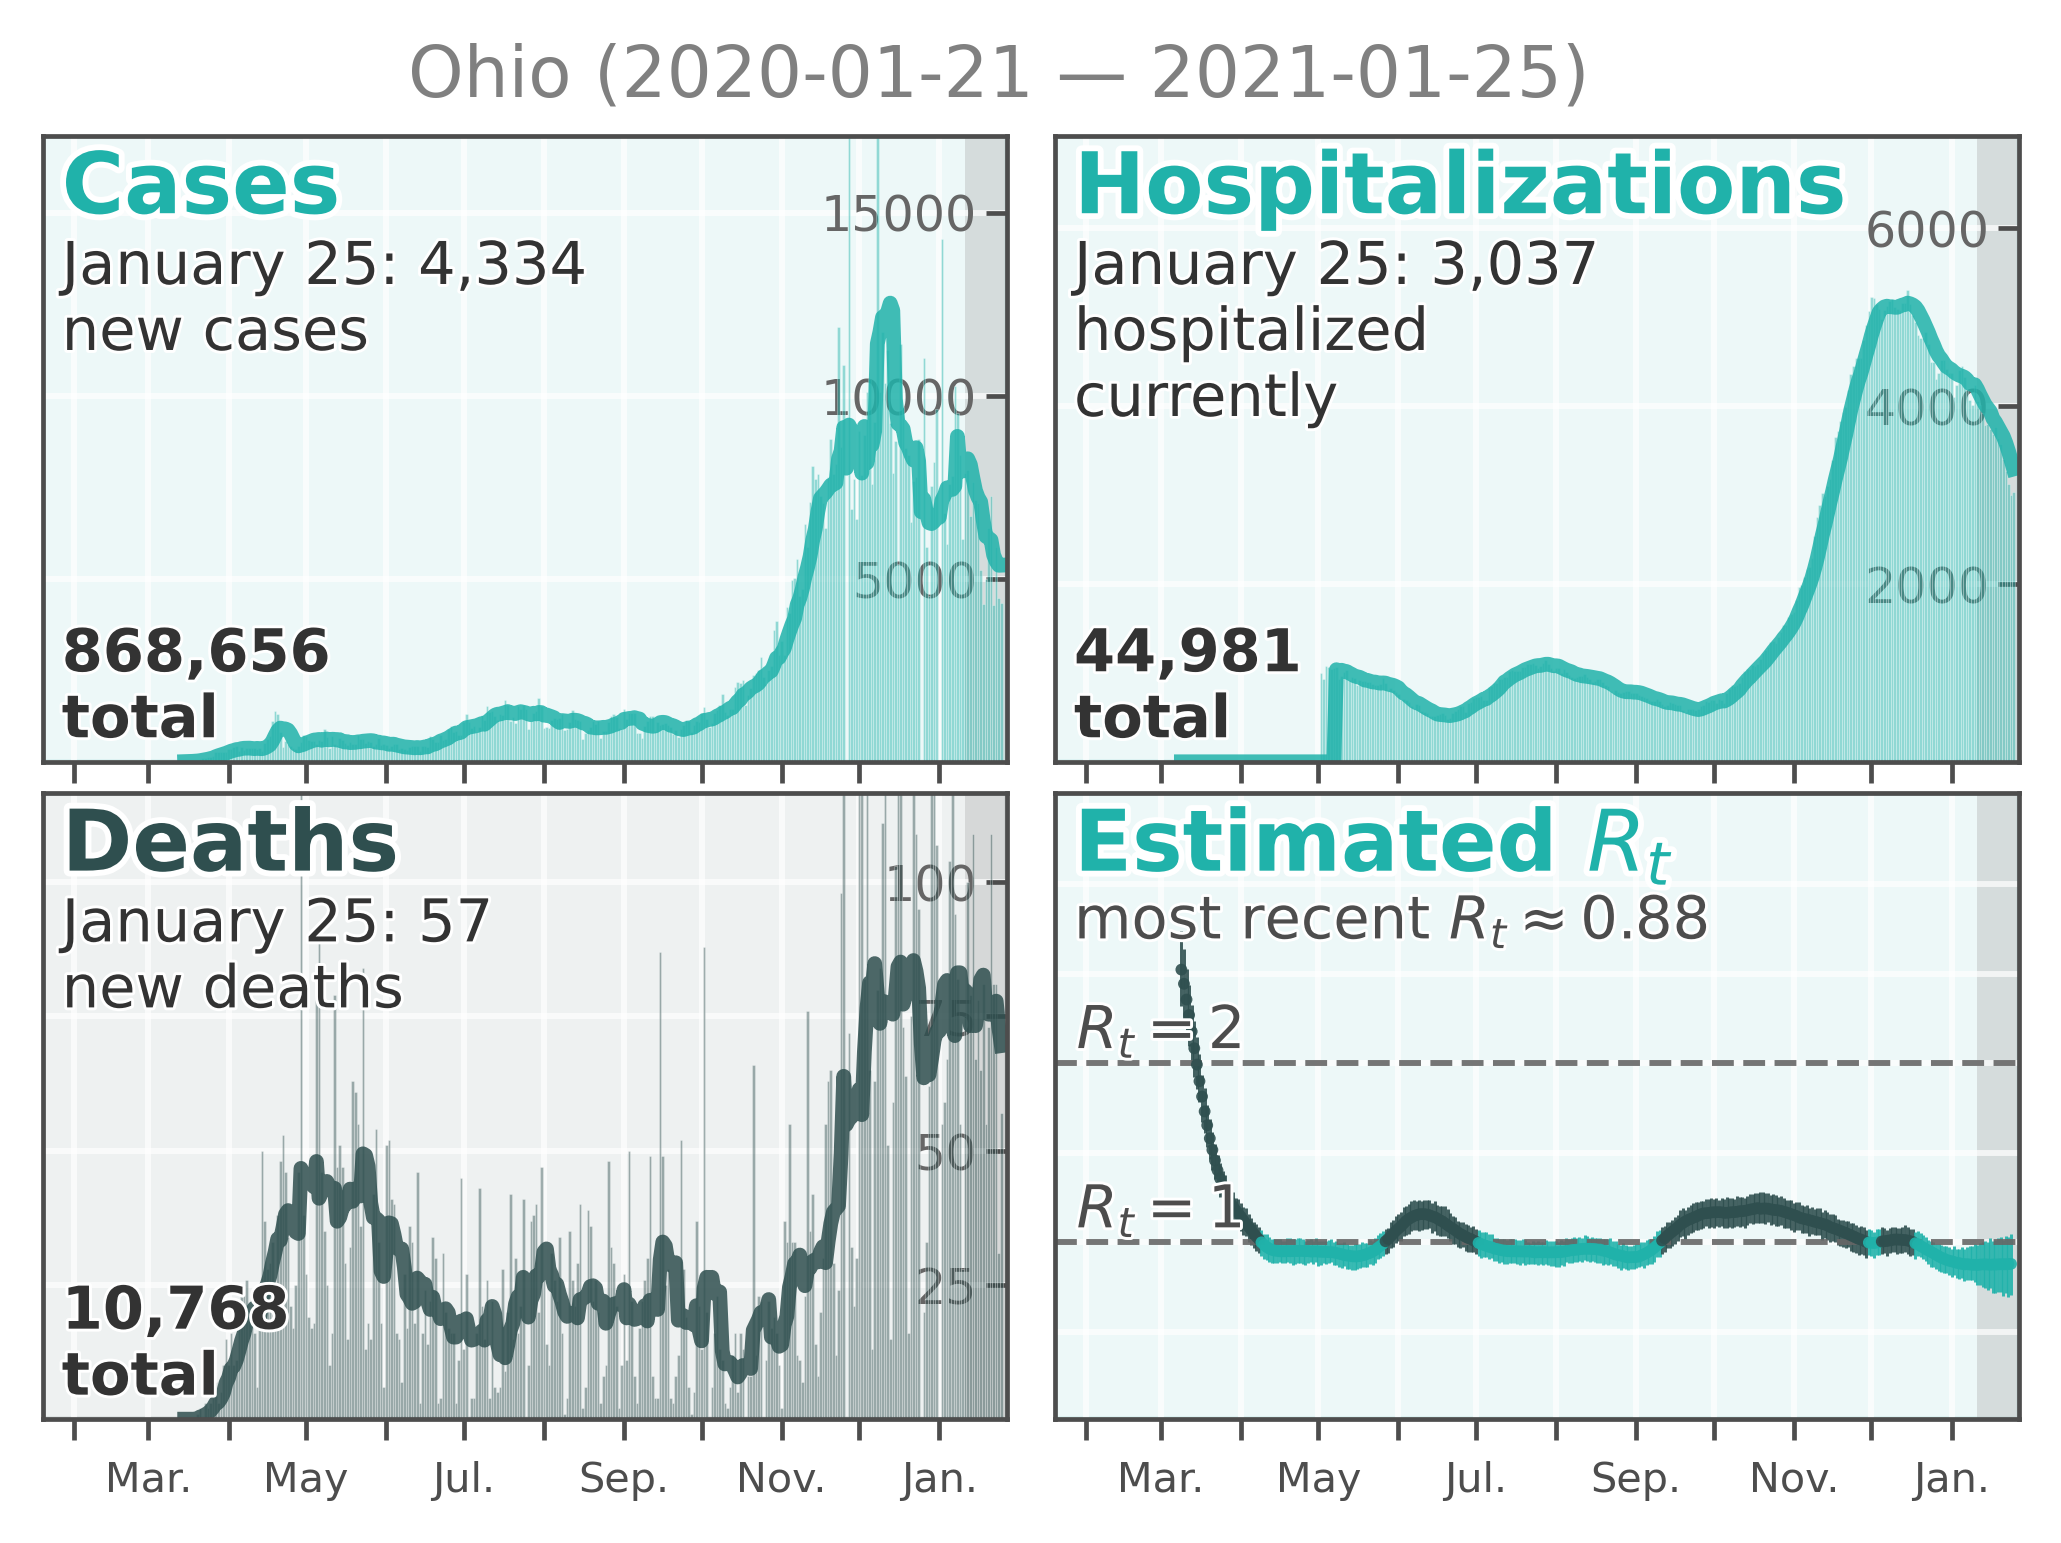 Ohio (2020-01-21 — 2021-01-25)
Cases
January 25: 4,334
new cases
868,656
total
15000
10000
5000
Hospitalizations
January 25: 3,037
hospitalized
currently
44,981
total
6000
4000
2000
Deaths
January 25: 57
new deaths
10,768
total
100
75
50
25
Mar. May Jul. Sep. Nov. Jan.
Estimated Rt
most recent Rt ≈ 0.88
Rt = 2
Rt = 1
Mar. May Jul. Sep. Nov. Jan.